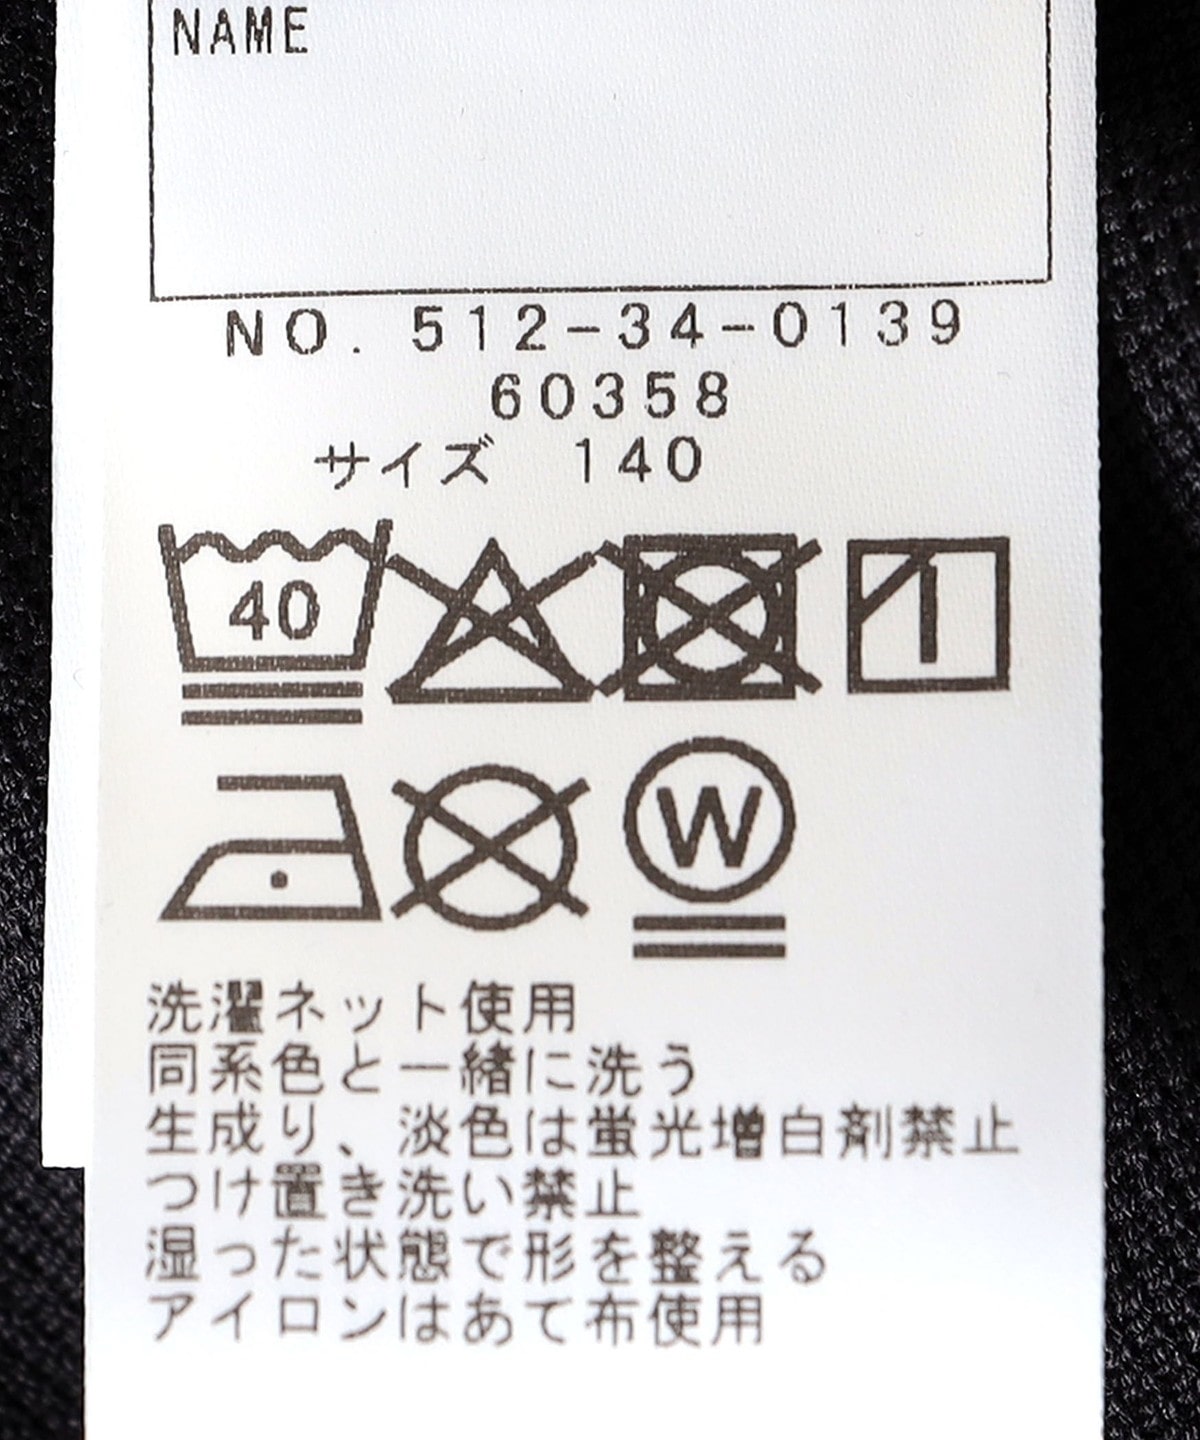 NAME
NO. 512-34-0139
60358
サイズ 140
40
W
洗濯ネット使用
同系色と一緒に洗う
生成り、淡色は蛍光増白剤禁止
つけ置き洗い禁止
湿った状態で形を整える
アイロンはあて布使用